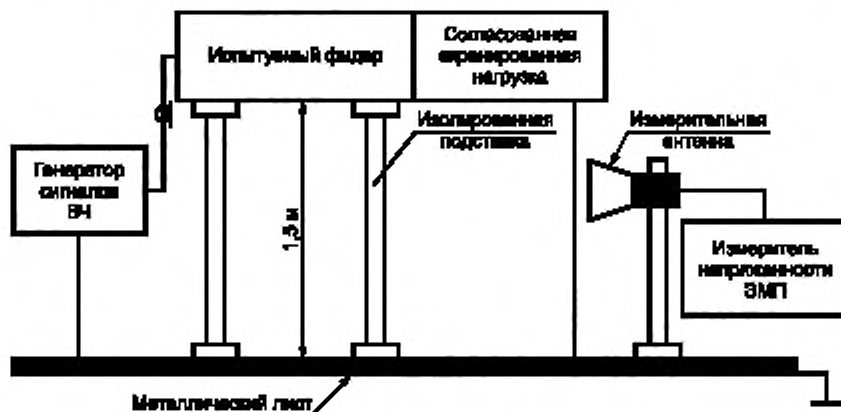 Испытуемый фидер
Согласованная
экранированная
нагрузка
Изолированная
подставка
Измерительная
антенна
Генератор
сигналов
ВЧ
1,5 м
Измеритель
напряженности
ЭМП
Металлический лист